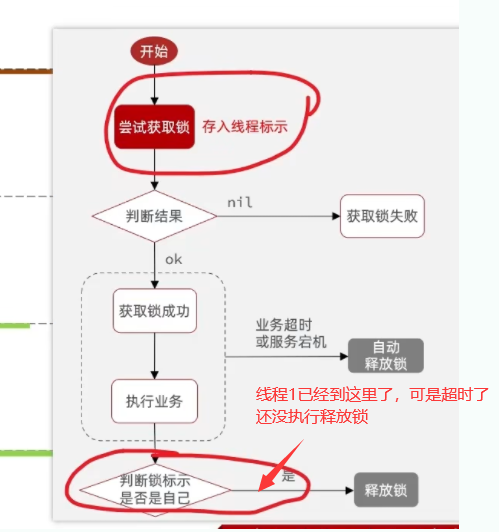 开始
尝试获取锁
存入线程标示
判断结果
nil
获取锁失败
ok
获取锁成功
业务超时
或服务宕机
自动
释放锁
执行业务
线程1已经到这里了，可是超时了
还没执行释放锁
判断锁标示
是否是自己
是
释放锁